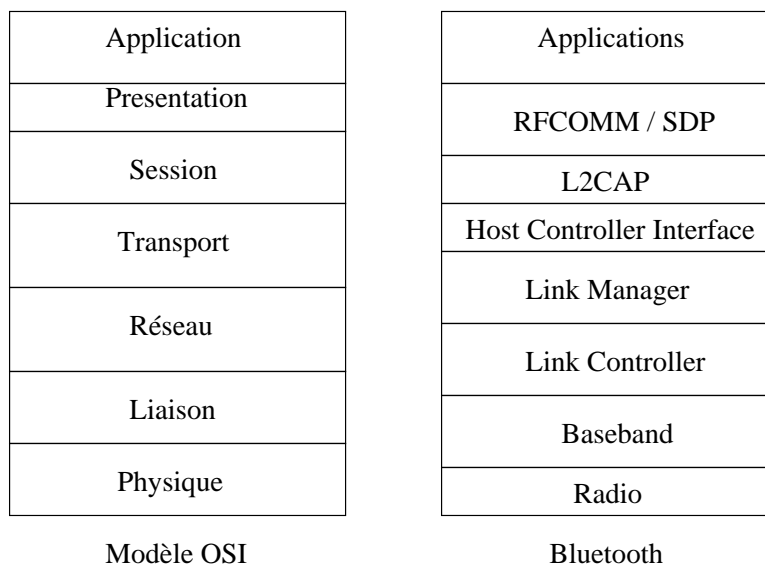 Application
Presentation
Session
Transport
Réseau
Liaison
Physique
Modèle OSI
Applications
RFCOMM / SDP
L2CAP
Host Controller Interface
Link Manager
Link Controller
Baseband
Radio
Bluetooth